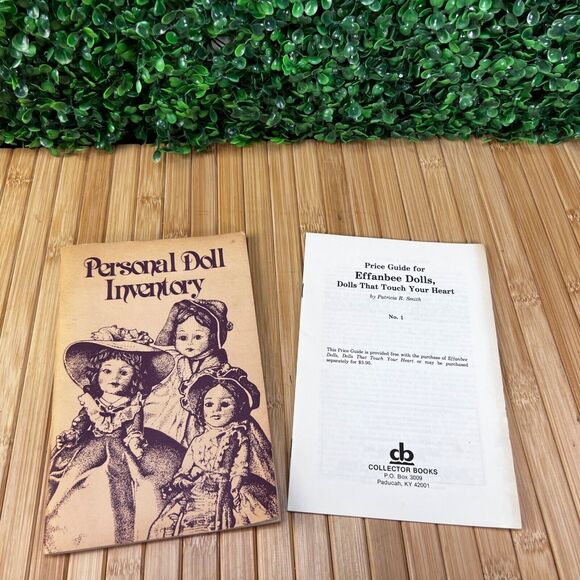 Personal Doll
Inventory
Price Guide for
Effanbee Dolls,
Dolls That Touch Your Heart
by Patricia R. Smith
No. 1
This Price Guide is provided free with the purchase of Effanbee
Dolls, Dolls That Touch Your Heart or may be purchased
separately for $3.95.
cb
COLLECTOR BOOKS
P.O. Box 3009
Paducah, KY 42001